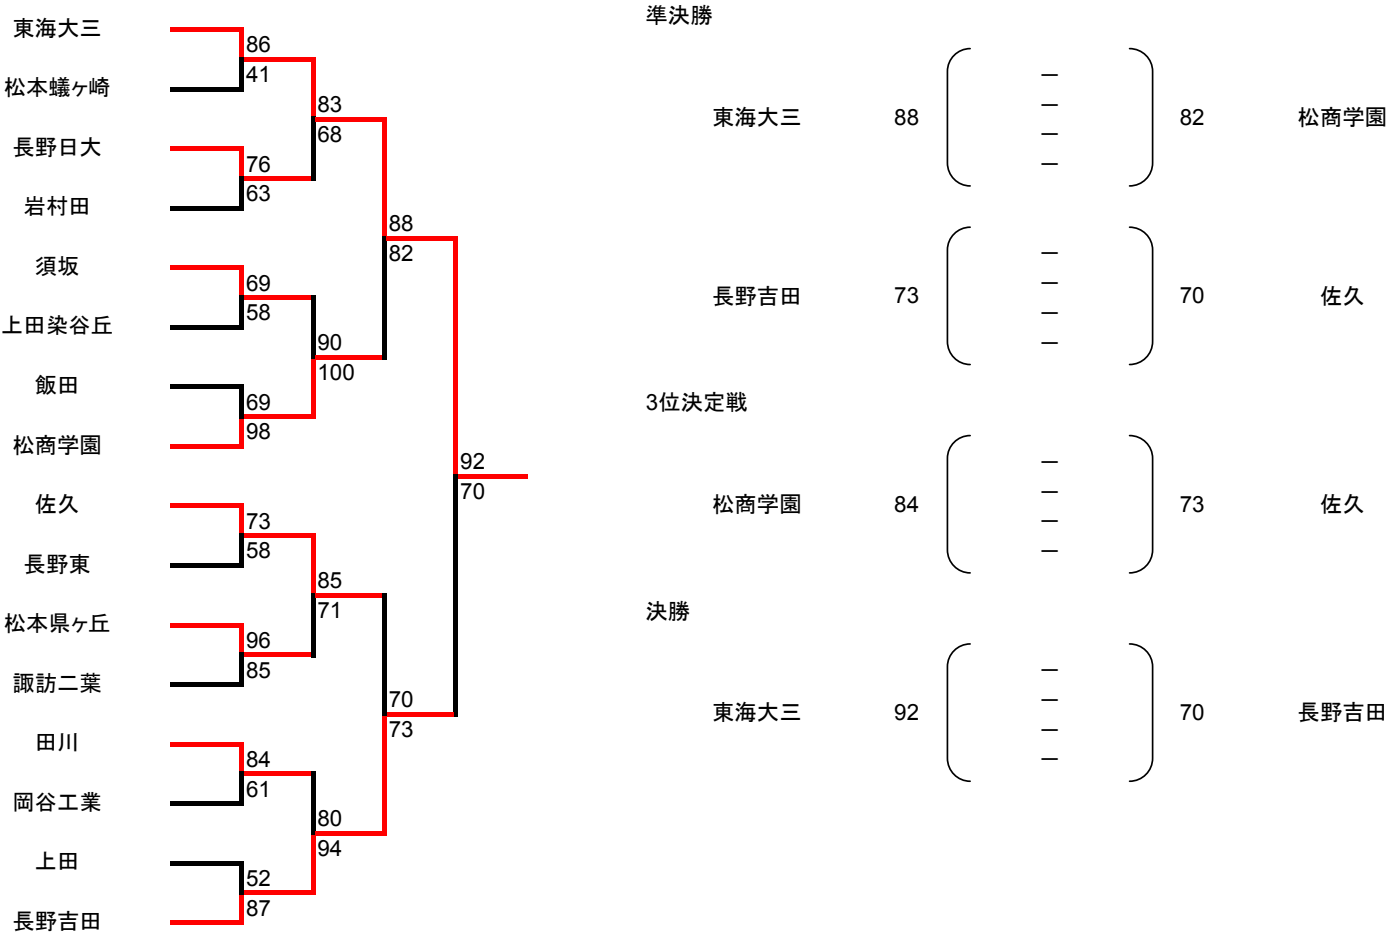 東海大三
86
41
松本蟻ヶ崎
83
68
長野日大
76
63
岩村田
88
82
須坂
69
58
上田染谷丘
90
100
飯田
69
98
松商学園
92
70
佐久
73
58
長野東
85
71
松本県ヶ丘
96
85
諏訪二葉
70
73
田川
84
61
岡谷工業
80
94
上田
52
87
長野吉田
準決勝
東海大三 88 82 松商学園
長野吉田 73 70 佐久
3位決定戦
松商学園 84 73 佐久
決勝
東海大三 92 70 長野吉田